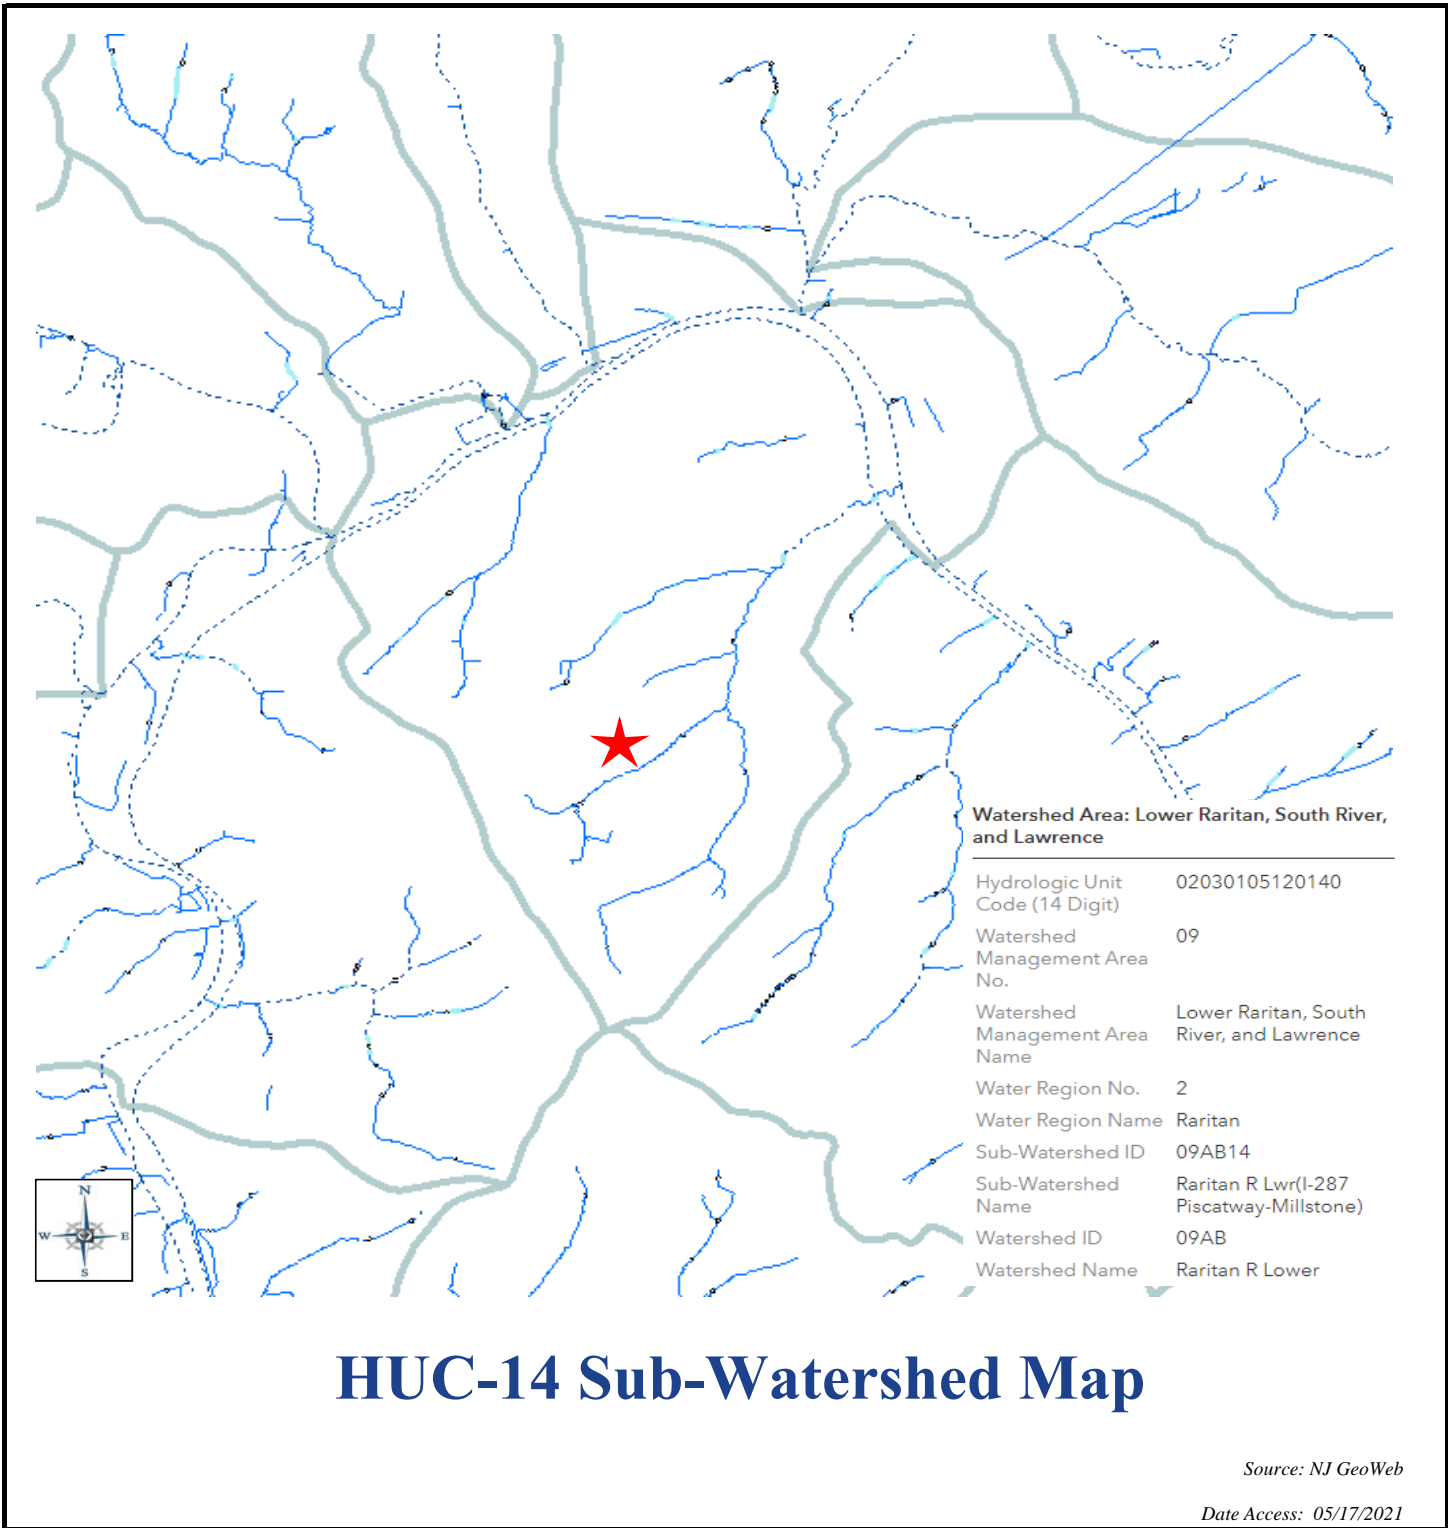 Watershed Area: Lower Raritan, South River,
and Lawrence
Hydrologic Unit
Code (14 Digit)
02030105120140
Watershed
Management Area
No.
09
Watershed
Management Area
Name
Lower Raritan, South
River, and Lawrence
Water Region No.
2
Water Region Name
Raritan
Sub-Watershed ID
09AB14
Sub-Watershed
Name
Raritan R Lwr(I-287
Piscatway-Millstone)
Watershed ID
09AB
Watershed Name
Raritan R Lower
N
W
E
S
HUC-14 Sub-Watershed Map
Source: NJ GeoWeb
Date Access: 05/17/2021